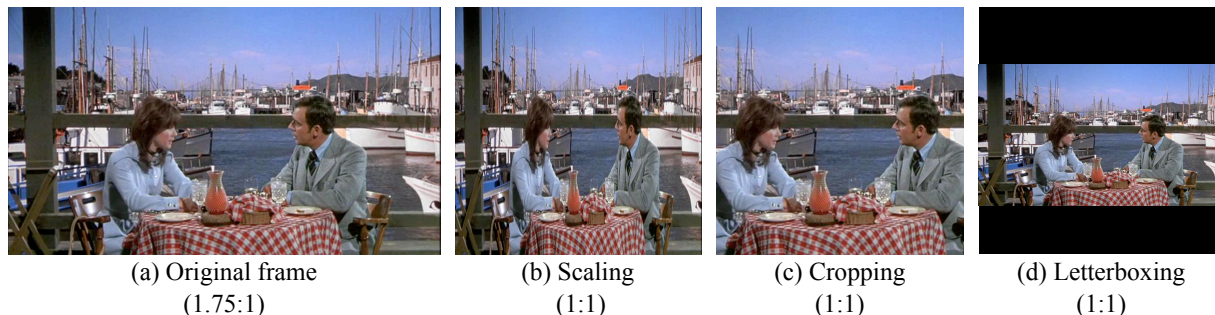 (a) Original frame
(1.75:1)
(b) Scaling
(1:1)
(c) Cropping
(1:1)
(d) Letterboxing
(1:1)